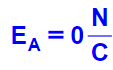 E_A = 0 N/C